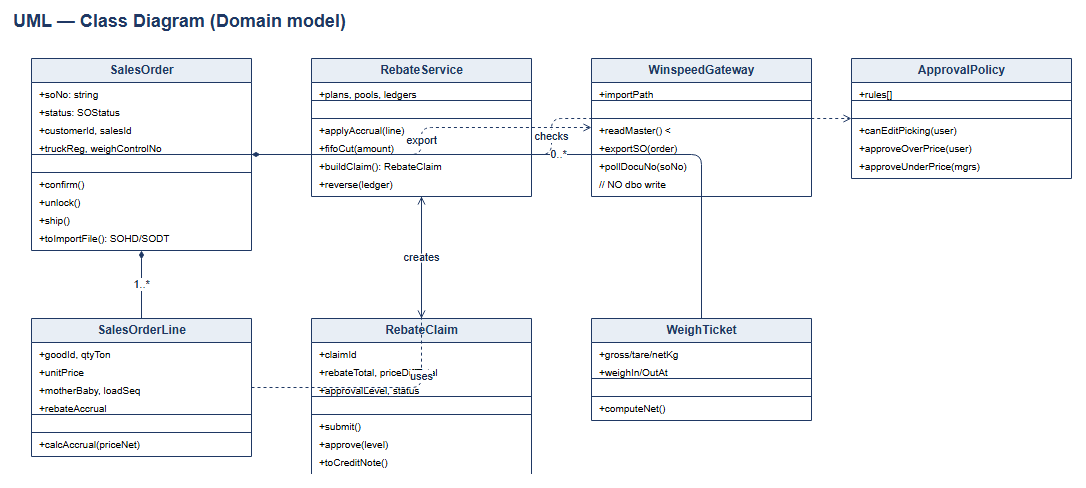 UML — Class Diagram (Domain model)
SalesOrder
+soNo: string
+status: SOStatus
+customerId, salesId
+truckReg, weighControlNo
+confirm()
+unlock()
+ship()
+toImportFile(): SOHD/SODT
RebateService
+plans, pools, ledgers
+applyAccrual(line)
+fifoCut(amount)
+buildClaim(): RebateClaim
+reverse(ledger)
export
checks
0..*
WinspeedGateway
+importPath
+readMaster() <
+exportSO(order)
+pollDocuNo(soNo)
// NO dbo write
ApprovalPolicy
+rules[]
+canEditPicking(user)
+approveOverPrice(user)
+approveUnderPrice(mgrs)
creates
1..*
SalesOrderLine
+goodId, qtyTon
+unitPrice
+motherBaby, loadSeq
+rebateAccrual
+calcAccrual(priceNet)
RebateClaim
+claimId
+rebateTotal,
uses
+approvalLevel, status
+submit()
+approve(level)
+toCreditNote()
WeighTicket
+gross/tare/netKg
+weighIn/OutAt
+computeNet()